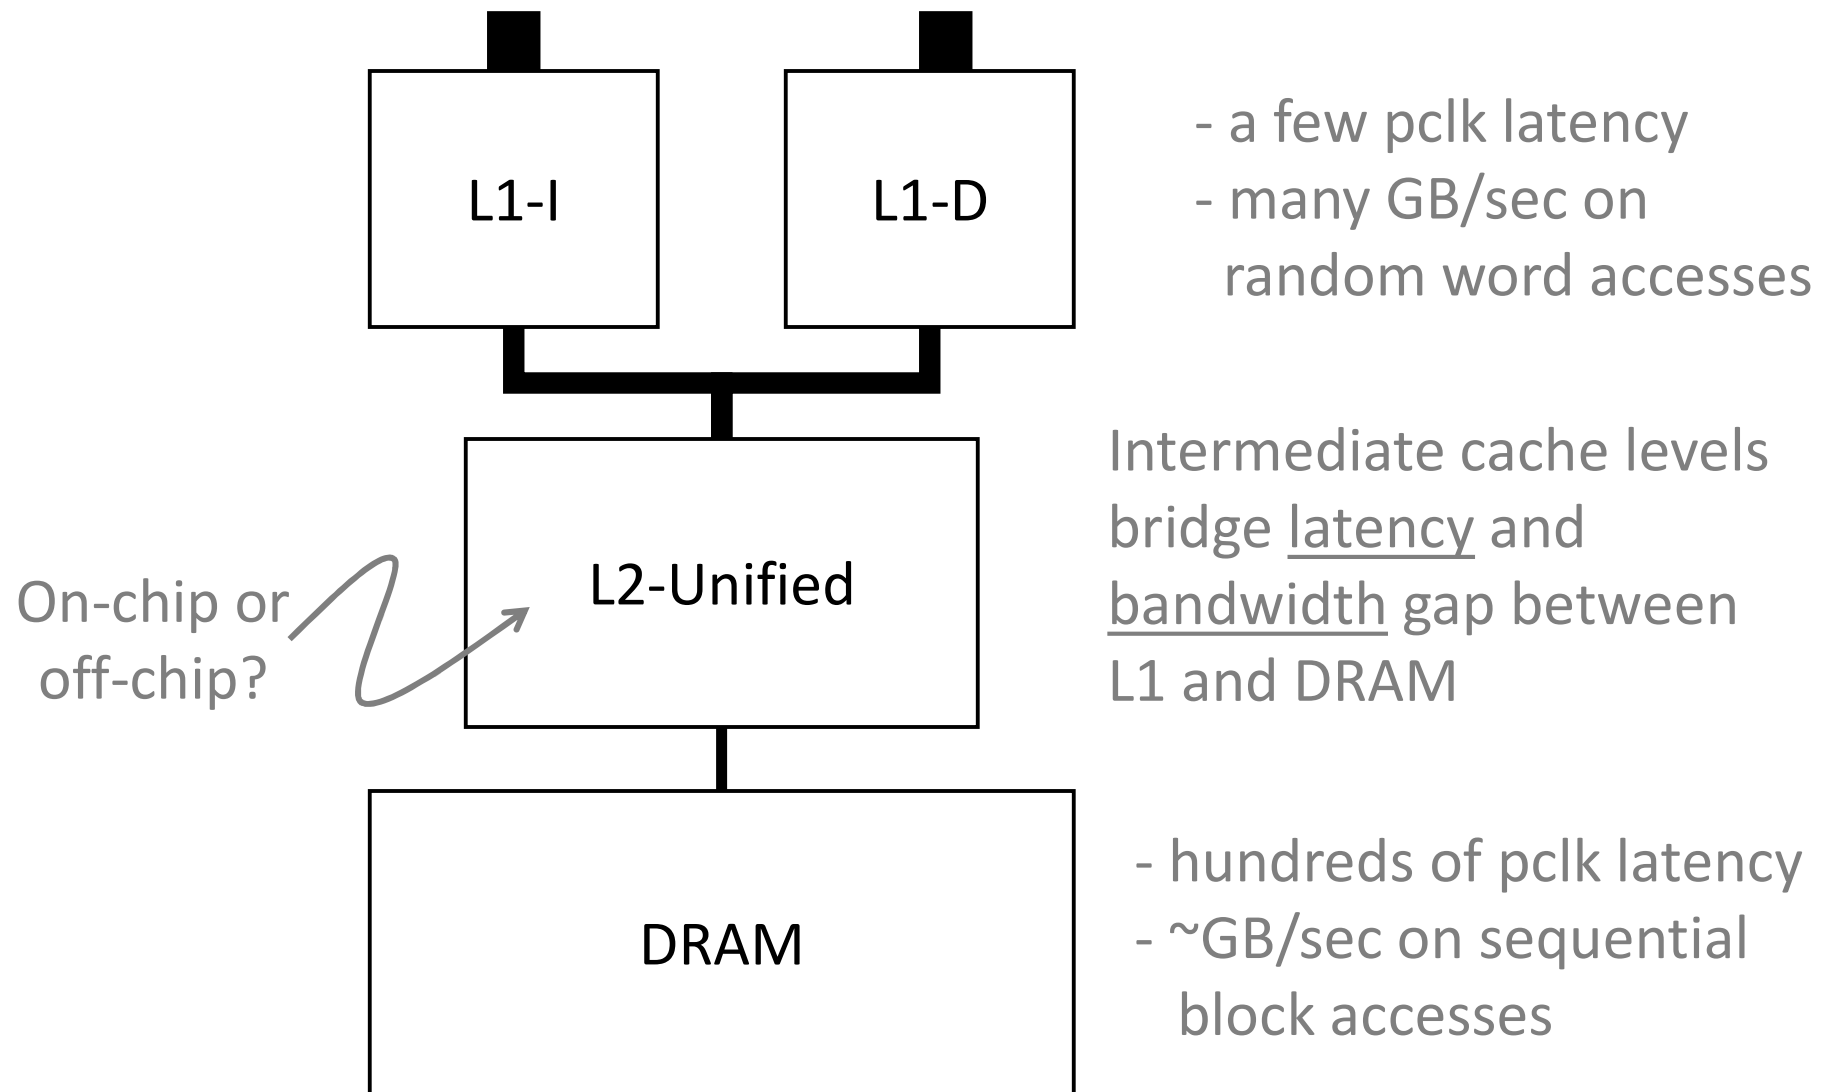 L1-I
L1-D
- a few pclk latency
- many GB/sec on
random word accesses
Intermediate cache levels
bridge latency and
bandwidth gap between
L1 and DRAM
L2-Unified
On-chip or
off-chip?
DRAM
- hundreds of pclk latency
- ~GB/sec on sequential
block accesses